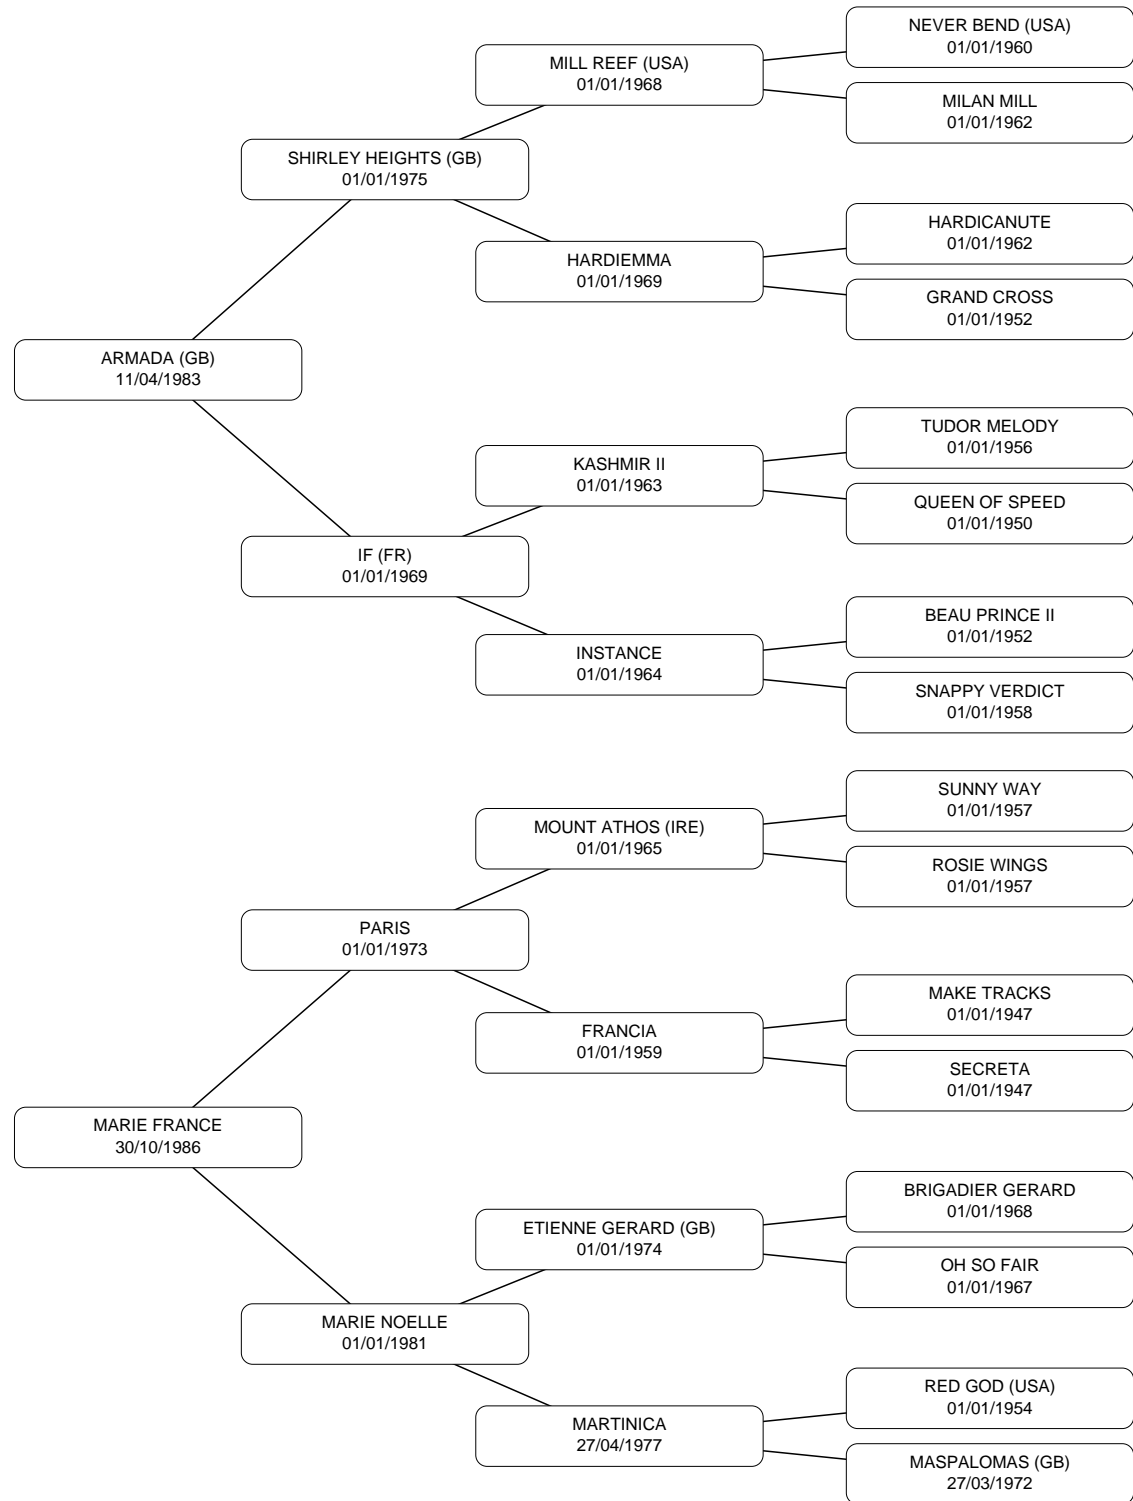 NEVER BEND (USA)
01/01/1960
MILL REEF (USA)
01/01/1968
MILAN MILL
01/01/1962
SHIRLEY HEIGHTS (GB)
01/01/1975
HARDICANUTE
01/01/1962
HARDIEMMA
01/01/1969
GRAND CROSS
01/01/1952
ARMADA (GB)
11/04/1983
TUDOR MELODY
01/01/1956
KASHMIR II
01/01/1963
QUEEN OF SPEED
01/01/1950
IF (FR)
01/01/1969
BEAU PRINCE II
01/01/1952
INSTANCE
01/01/1964
SNAPPY VERDICT
01/01/1958
SUNNY WAY
01/01/1957
MOUNT ATHOS (IRE)
01/01/1965
ROSIE WINGS
01/01/1957
PARIS
01/01/1973
MAKE TRACKS
01/01/1947
FRANCIA
01/01/1959
SECRETA
01/01/1947
MARIE FRANCE
30/10/1986
BRIGADIER GERARD
01/01/1968
ETIENNE GERARD (GB)
01/01/1974
OH SO FAIR
01/01/1967
MARIE NOELLE
01/01/1981
RED GOD (USA)
01/01/1954
MARTINICA
27/04/1977
MASPALOMAS (GB)
27/03/1972